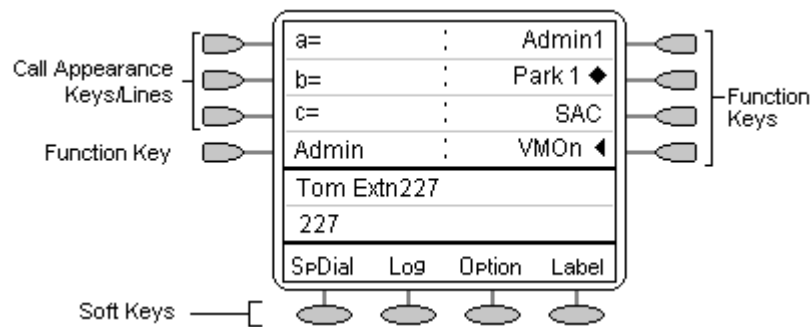 a= Admin1
Call Appearance Keys/Lines
b= Park 1 ◆
c= SAC
Function Keys
Function Key
Admin VMOn ◀
Tom Extn227
227
SpDial Log Option Label
Soft Keys